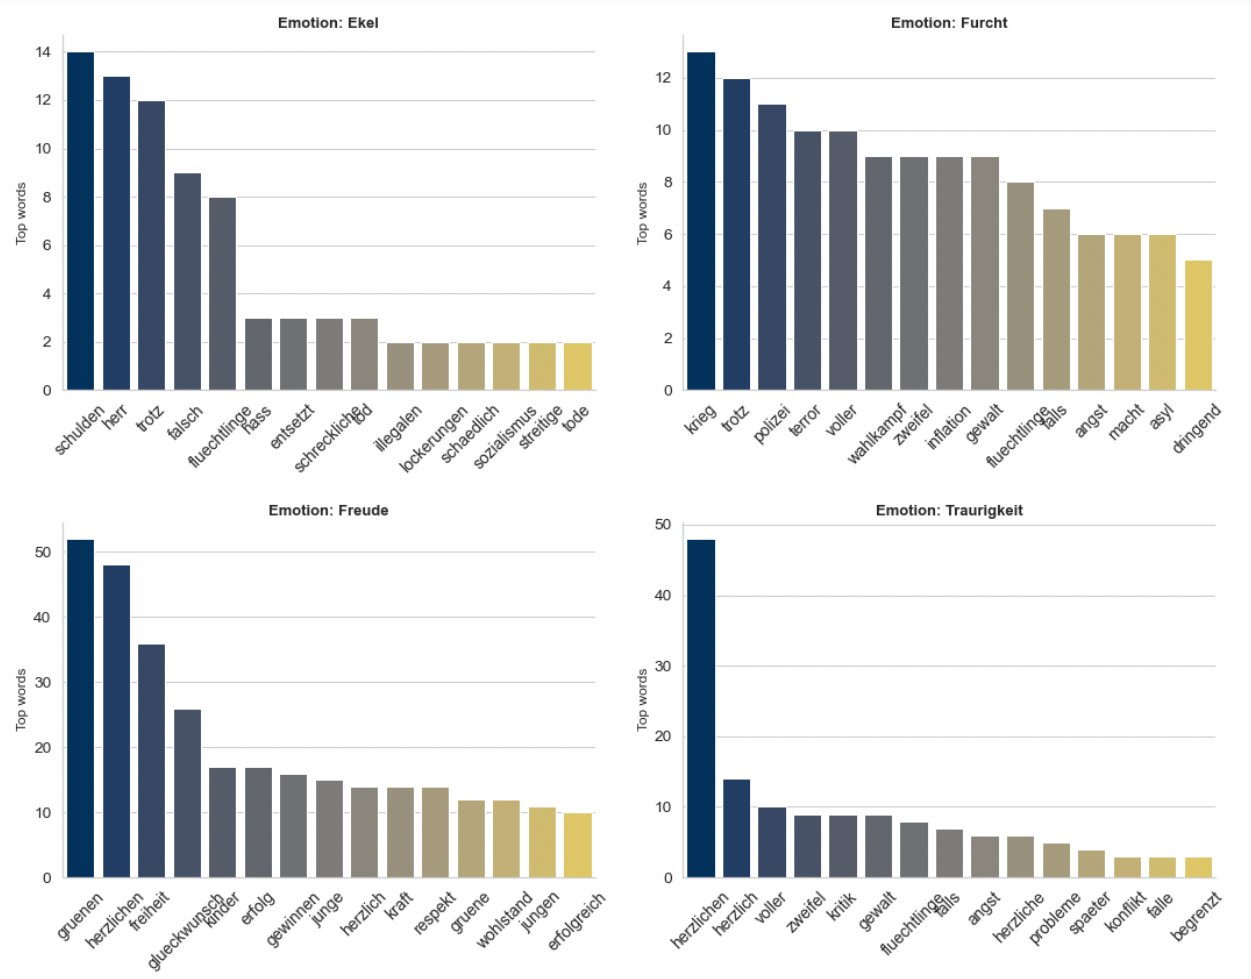 Emotion: Ekel
Top words
14
12
10
8
6
4
2
0
schulden
herr
trotz
falsch
fluechtlinge
hass
entsetzt
schreckliche
tod
illegalen
lockerungen
schaedlich
sozialismus
streitige
tode
Emotion: Furcht
Top words
12
10
8
6
4
2
0
krieg
trotz
polizei
terror
voller
wahlkampf
zweifel
inflation
gewalt
fluechtlinge
falls
angst
macht
asyl
dringend
Emotion: Freude
Top words
50
40
30
20
10
0
gruenen
herzlichen
freiheit
glueckwunsch
kinder
erfolg
gewinnen
junge
herzlich
kraft
respekt
gruene
wohlstand
jungen
erfolgreich
Emotion: Traurigkeit
Top words
50
40
30
20
10
0
herzlichen
herzlich
voller
zweifel
kritik
gewalt
fluechtlinge
falls
angst
herzliche
probleme
spaeter
konflikt
falle
begrenzt